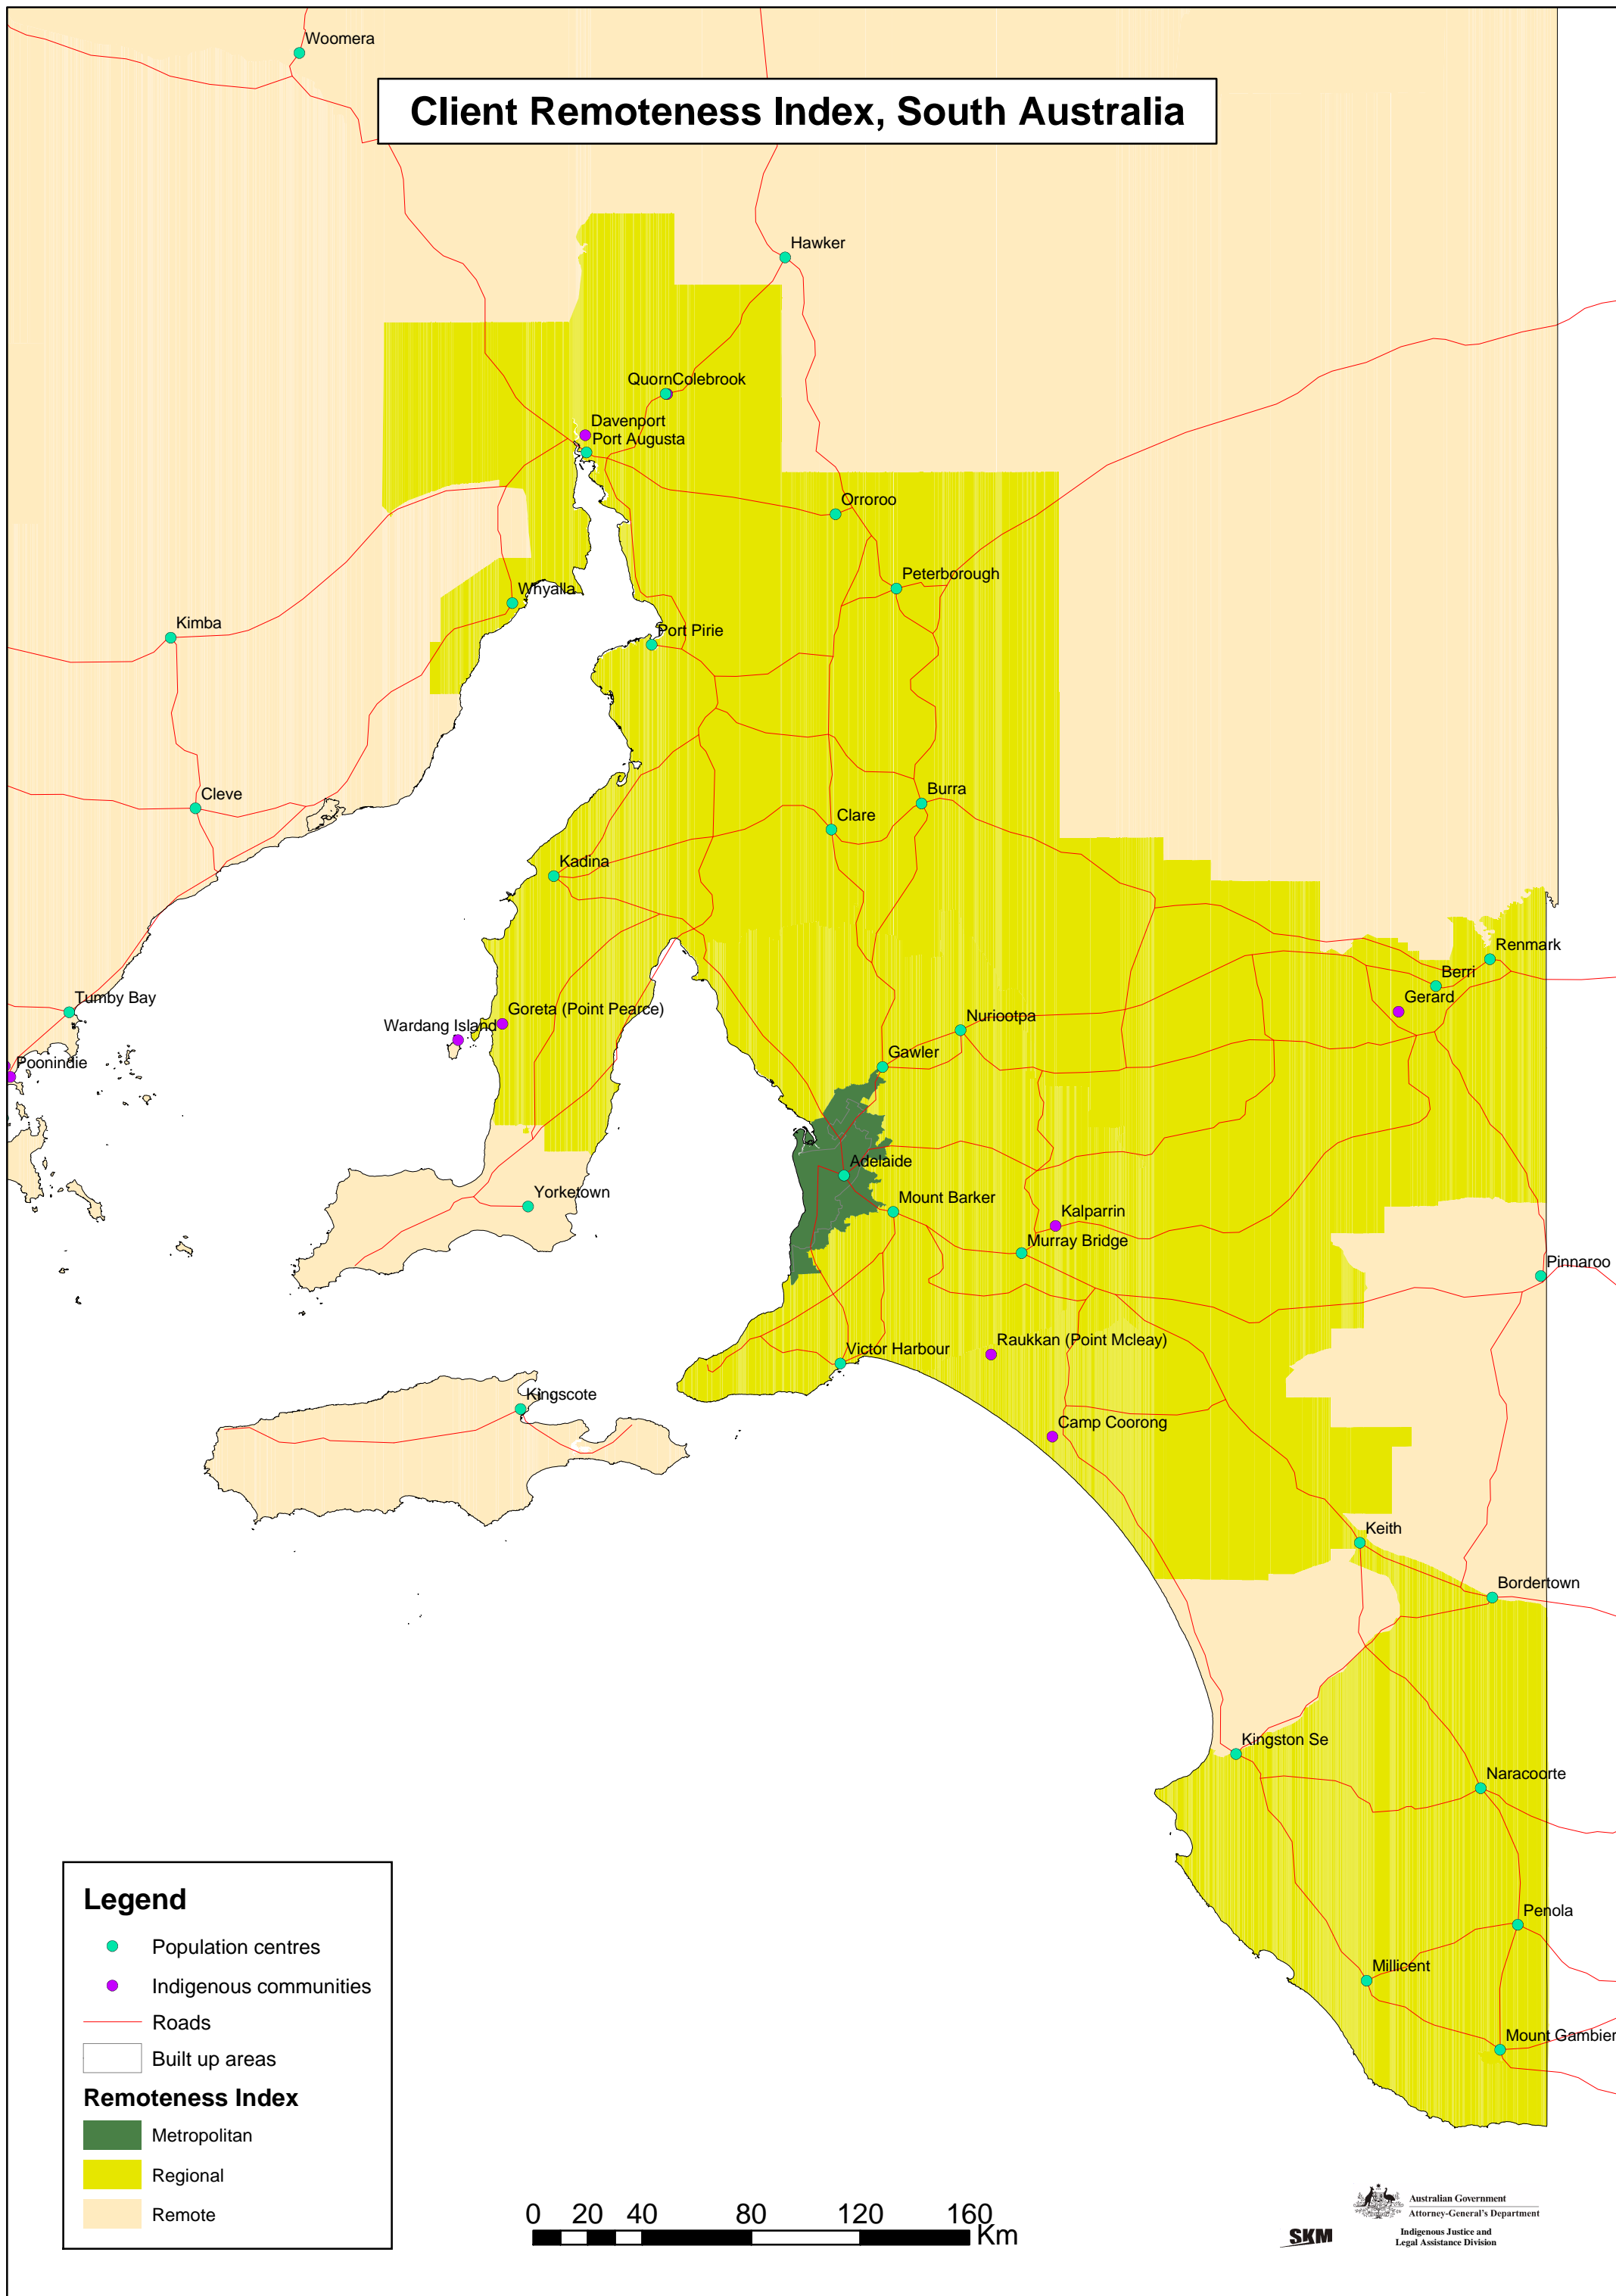 Woomera
Client Remoteness Index, South Australia
Hawker
QuornColebrook
Davenport
Port Augusta
Orroroo
Peterborough
Whyalla
Kimba
Port Pirie
Cleve
Burra
Clare
Kadina
Renmark
Berri
Gerard
Tumby Bay
Goreta (Point Pearce)
Wardang Island
Nuriootpa
Poonindie
Gawler
Adelaide
Yorketown
Mount Barker
Kalparrin
Murray Bridge
Pinnaroo
Raukkan (Point Mcleay)
Victor Harbour
Kingscote
Camp Coorong
Keith
Bordertown
Kingston Se
Naracoorte
Penola
Millicent
Mount Gambier
Legend
Population centres
Indigenous communities
Roads
Built up areas
Remoteness Index
Metropolitan
Regional
Remote
0 20 40 80 120 160
Km
Australian Government
Attorney-General's Department
SKM
Indigenous Justice and
Legal Assistance Division